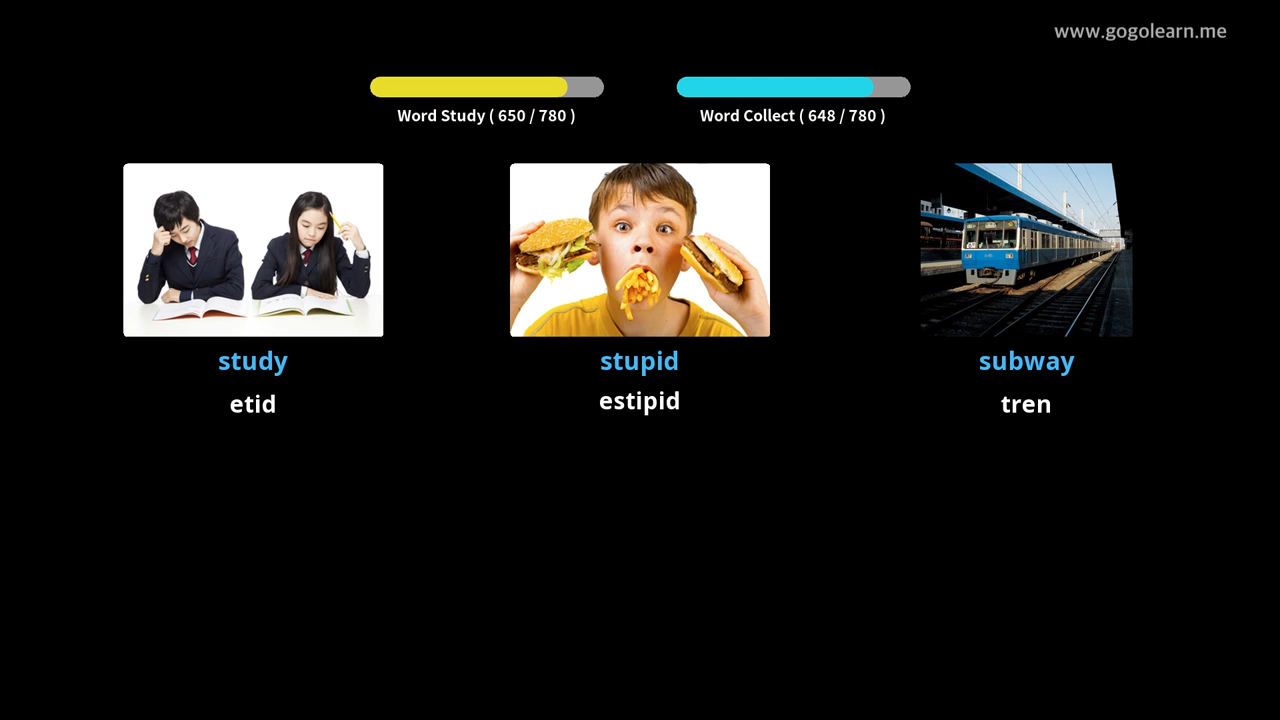 www.gogolearn.me
Word Study ( 650 / 780 )
Word Collect ( 648 / 780 )
study
stupid
subway
etid
estipid
tren